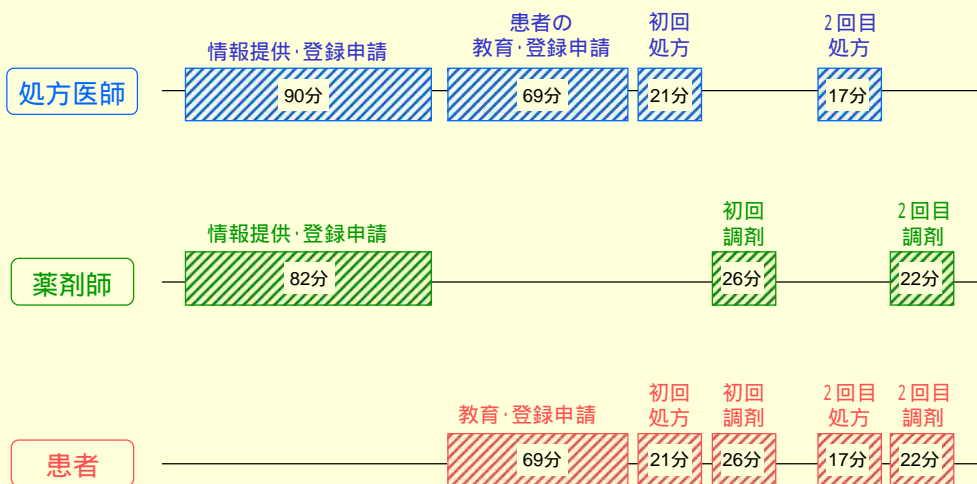 情報提供·登録申請
患者の
教育·登録申請
初回
処方
2回目
処方
処方医師
90分
69分
21分
17分
情報提供·登録申請
初回
調剤
2回目
調剤
薬剤師
82分
26分
22分
教育·登録申請
初回
処方
初回
調剤
2回目
処方
2回目
調剤
患者
69分
21分
26分
17分
22分